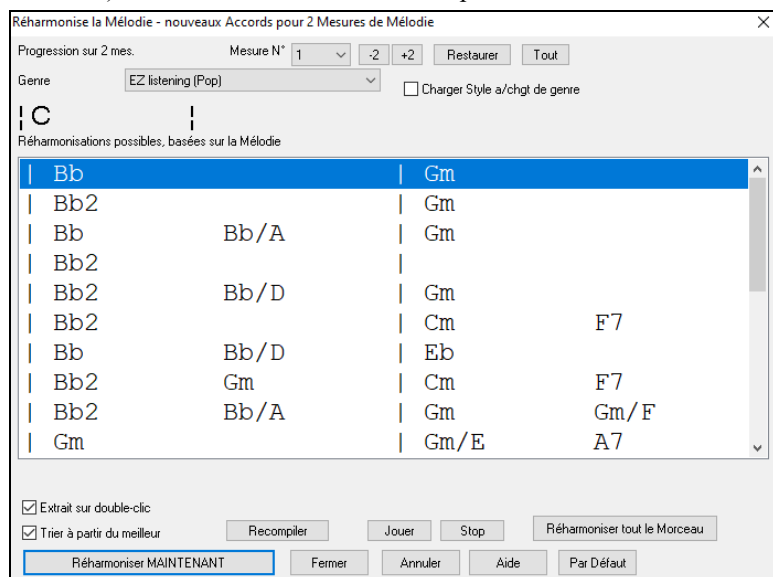 Réharmonise la Mélodie - nouveaux Accords pour 2 Mesures de Mélodie
Progression sur 2 mes. Mesure N° 1 -2 +2 Restaurer Tout
Genre EZ listening (Pop) Charger Style a/chgt de genre
¦ C ¦
Réharmonisations possibles, basées sur la Mélodie
| Bb | Gm
| Bb2 | Gm
| Bb Bb/A | Gm
| Bb2 |
| Bb2 Bb/D | Gm
| Bb2 | Cm F7
| Bb Bb/D | Eb
| Bb2 Gm | Cm F7
| Bb2 Bb/A | Gm Gm/F
| Gm | Gm/E A7
Extrait sur double-clic
Trier à partir du meilleur Recompiler Jouer Stop Réharmoniser tout le Morceau
Réharmoniser MAINTENANT Fermer Annuler Aide Par Défaut